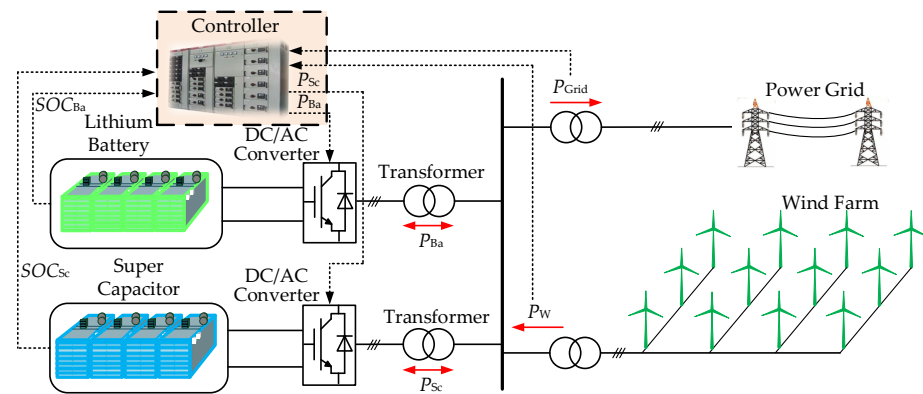 Controller
P_Sc
P_Ba
SOC_Ba
Lithium
Battery
DC/AC
Converter
Transformer
P_Ba
P_Grid
Power Grid
Wind Farm
SOC_Sc
Super
Capacitor
DC/AC
Converter
Transformer
P_Sc
P_W